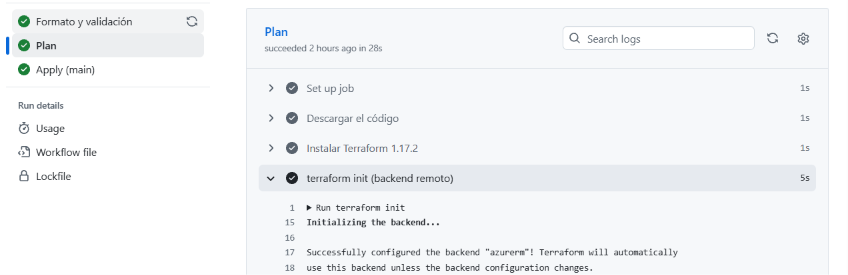 Formato y validación
Plan
Apply (main)
Run details
Usage
Workflow file
Lockfile
Plan
succeeded 2 hours ago in 28s
Search logs
Set up job 1s
Descargar el código 1s
Instalar Terraform 1.17.2 1s
terraform init (backend remoto) 5s
1 ▶ Run terraform init
15 Initializing the backend...
16
17 Successfully configured the backend "azurerm"! Terraform will automatically
18 use this backend unless the backend configuration changes.